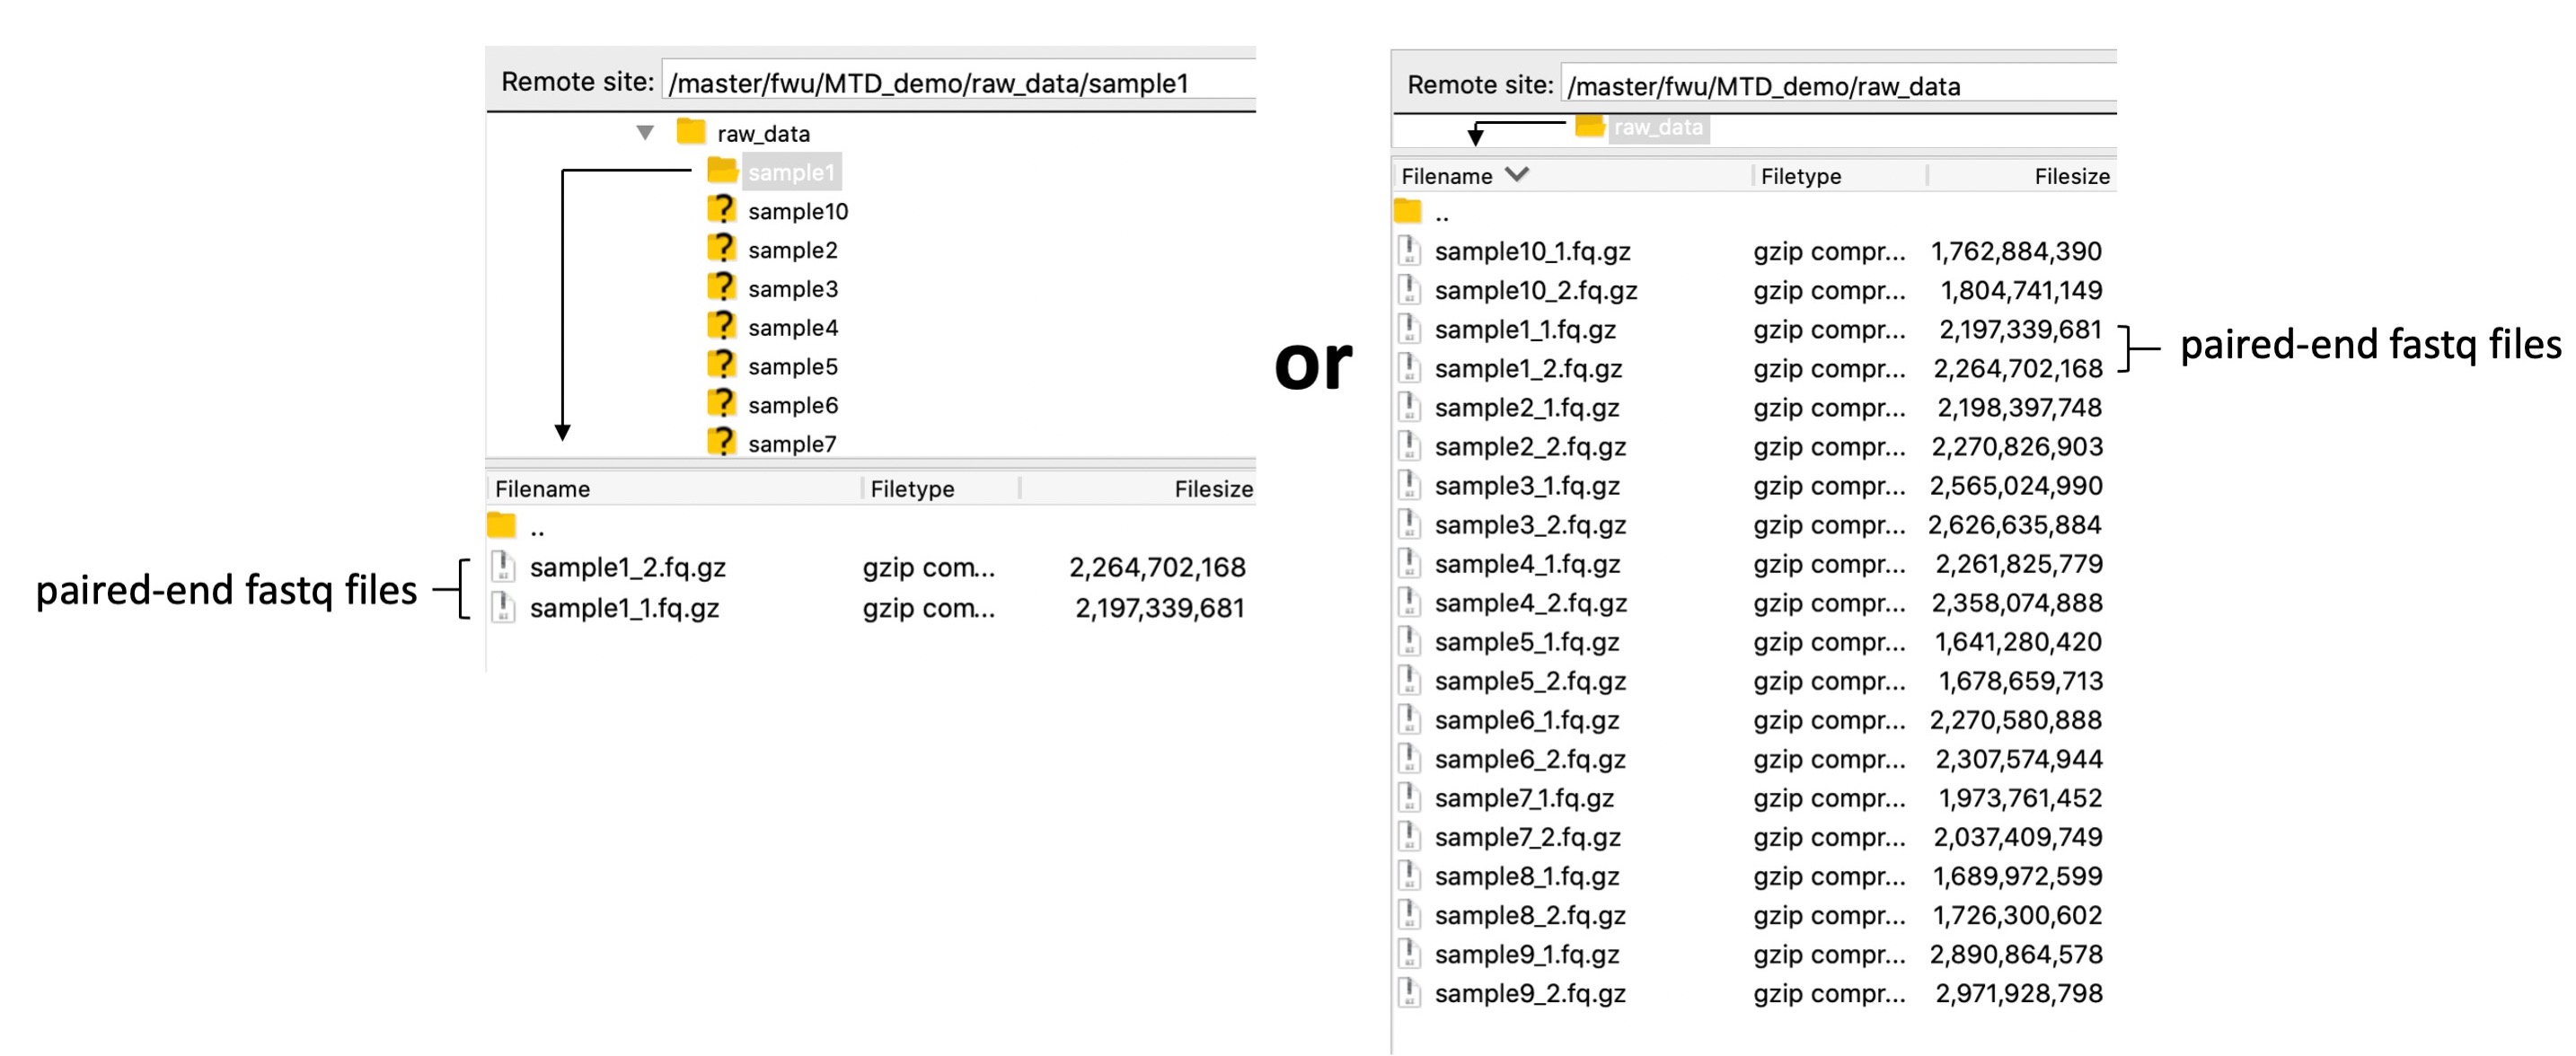 Remote site: /master/fwu/MTD_demo/raw_data/sample1
raw_data
sample1
sample10
sample2
sample3
sample4
sample5
sample6
sample7
Filename Filetype Filesize
..
sample1_2.fq.gz gzip com... 2,264,702,168
sample1_1.fq.gz gzip com... 2,197,339,681
paired-end fastq files
or
Remote site: /master/fwu/MTD_demo/raw_data
raw_data
Filename Filetype Filesize
..
sample10_1.fq.gz gzip compr... 1,762,884,390
sample10_2.fq.gz gzip compr... 1,804,741,149
sample1_1.fq.gz gzip compr... 2,197,339,681
sample1_2.fq.gz gzip compr... 2,264,702,168
sample2_1.fq.gz gzip compr... 2,198,397,748
sample2_2.fq.gz gzip compr... 2,270,826,903
sample3_1.fq.gz gzip compr... 2,565,024,990
sample3_2.fq.gz gzip compr... 2,626,635,884
sample4_1.fq.gz gzip compr... 2,261,825,779
sample4_2.fq.gz gzip compr... 2,358,074,888
sample5_1.fq.gz gzip compr... 1,641,280,420
sample5_2.fq.gz gzip compr... 1,678,659,713
sample6_1.fq.gz gzip compr... 2,270,580,888
sample6_2.fq.gz gzip compr... 2,307,574,944
sample7_1.fq.gz gzip compr... 1,973,761,452
sample7_2.fq.gz gzip compr... 2,037,409,749
sample8_1.fq.gz gzip compr... 1,689,972,599
sample8_2.fq.gz gzip compr... 1,726,300,602
sample9_1.fq.gz gzip compr... 2,890,864,578
sample9_2.fq.gz gzip compr... 2,971,928,798
paired-end fastq files